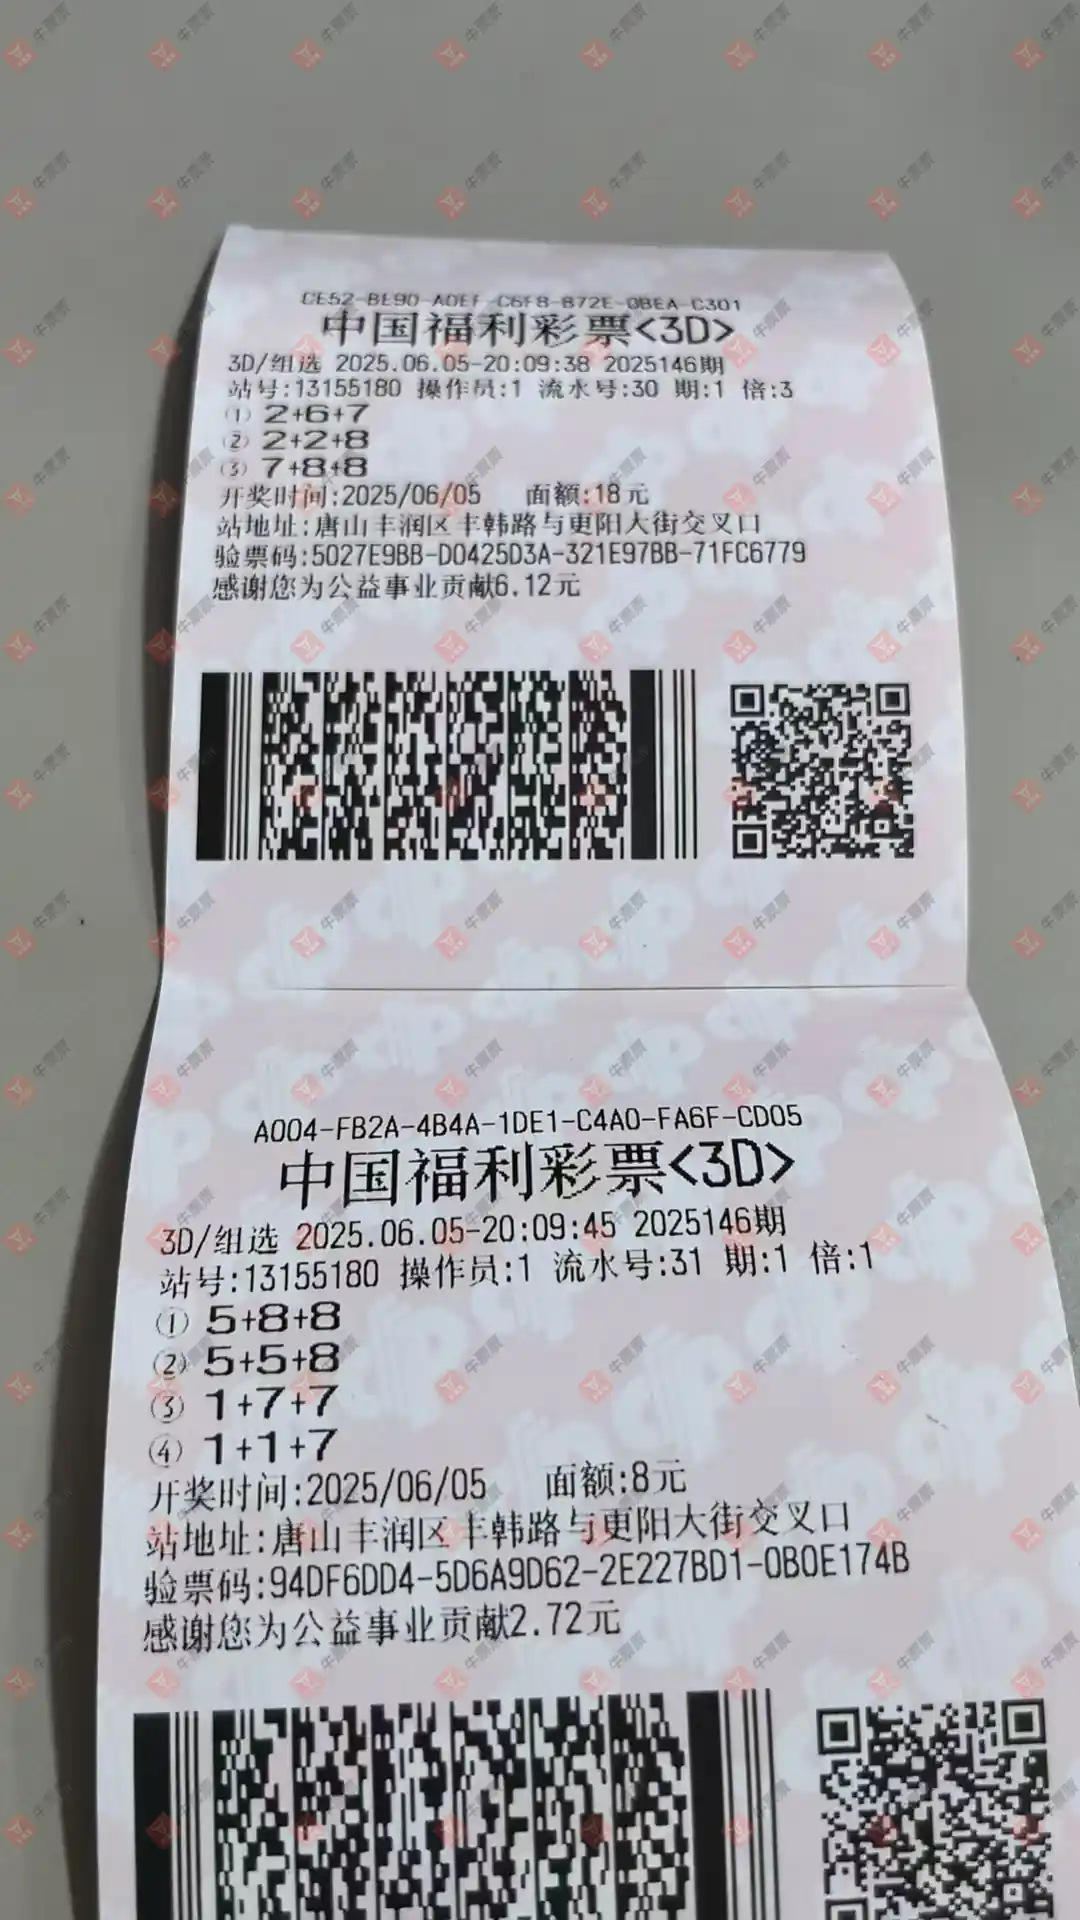 CE52-BE90-A0EF-C6F8-B72E-0BEA-C301
中国福利彩票<3D>
3D/组选 2025.06.05-20:09:38 2025146期
站号:13155180 操作员:1 流水号:30 期:1 倍:3
① 2+6+7
② 2+2+8
③ 7+8+8
开奖时间:2025/06/05 面额:18元
站地址:唐山丰润区丰韩路与更阳大街交叉口
验票码:5027E9BB-D0425D3A-321E97BB-71FC6779
感谢您为公益事业贡献6.12元
A004-FB2A-4B4A-1DE1-C4A0-FA6F-CD05
中国福利彩票<3D>
3D/组选 2025.06.05-20:09:45 2025146期
站号:13155180 操作员:1 流水号:31 期:1 倍:1
① 5+8+8
② 5+5+8
③ 1+7+7
④ 1+1+7
开奖时间:2025/06/05 面额:8元
站地址:唐山丰润区丰韩路与更阳大街交叉口
验票码:94DF6DD4-5D6A9D62-2E227BD1-0B0E174B
感谢您为公益事业贡献2.72元
牛票票